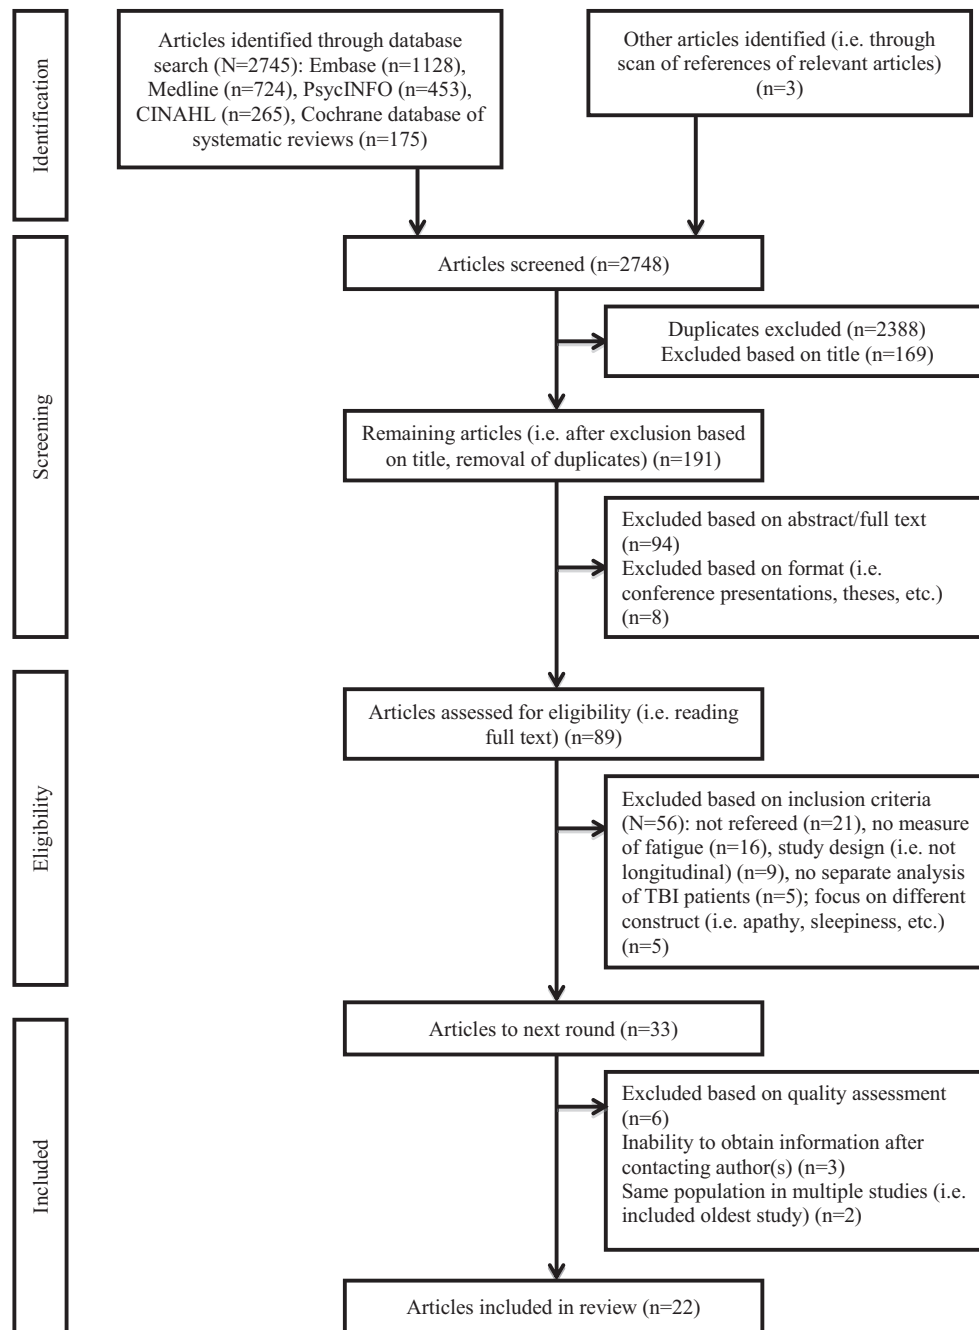 Identification
Articles identified through database
search (N=2745): Embase (n=1128),
Medline (n=724), PsycINFO (n=453),
CINAHL (n=265), Cochrane database of
systematic reviews (n=175)
Other articles identified (i.e. through
scan of references of relevant articles)
(n=3)
Screening
Articles screened (n=2748)
Duplicates excluded (n=2388)
Excluded based on title (n=169)
Remaining articles (i.e. after exclusion based
on title, removal of duplicates) (n=191)
Excluded based on abstract/full text
(n=94)
Excluded based on format (i.e.
conference presentations, theses, etc.)
(n=8)
Eligibility
Articles assessed for eligibility (i.e. reading
full text) (n=89)
Excluded based on inclusion criteria
(N=56): not refereed (n=21), no measure
of fatigue (n=16), study design (i.e. not
longitudinal) (n=9), no separate analysis
of TBI patients (n=5); focus on different
construct (i.e. apathy, sleepiness, etc.)
(n=5)
Included
Articles to next round (n=33)
Excluded based on quality assessment
(n=6)
Inability to obtain information after
contacting author(s) (n=3)
Same population in multiple studies (i.e.
included oldest study) (n=2)
Articles included in review (n=22)